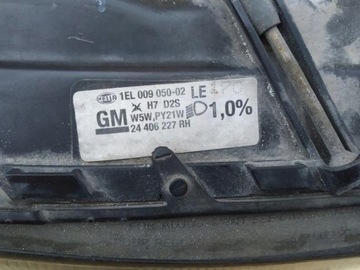 HELLA 1EL 009 050-02 LE
H7 D2S
GM W5W,PY21W 1,0%
24 406 227 RH